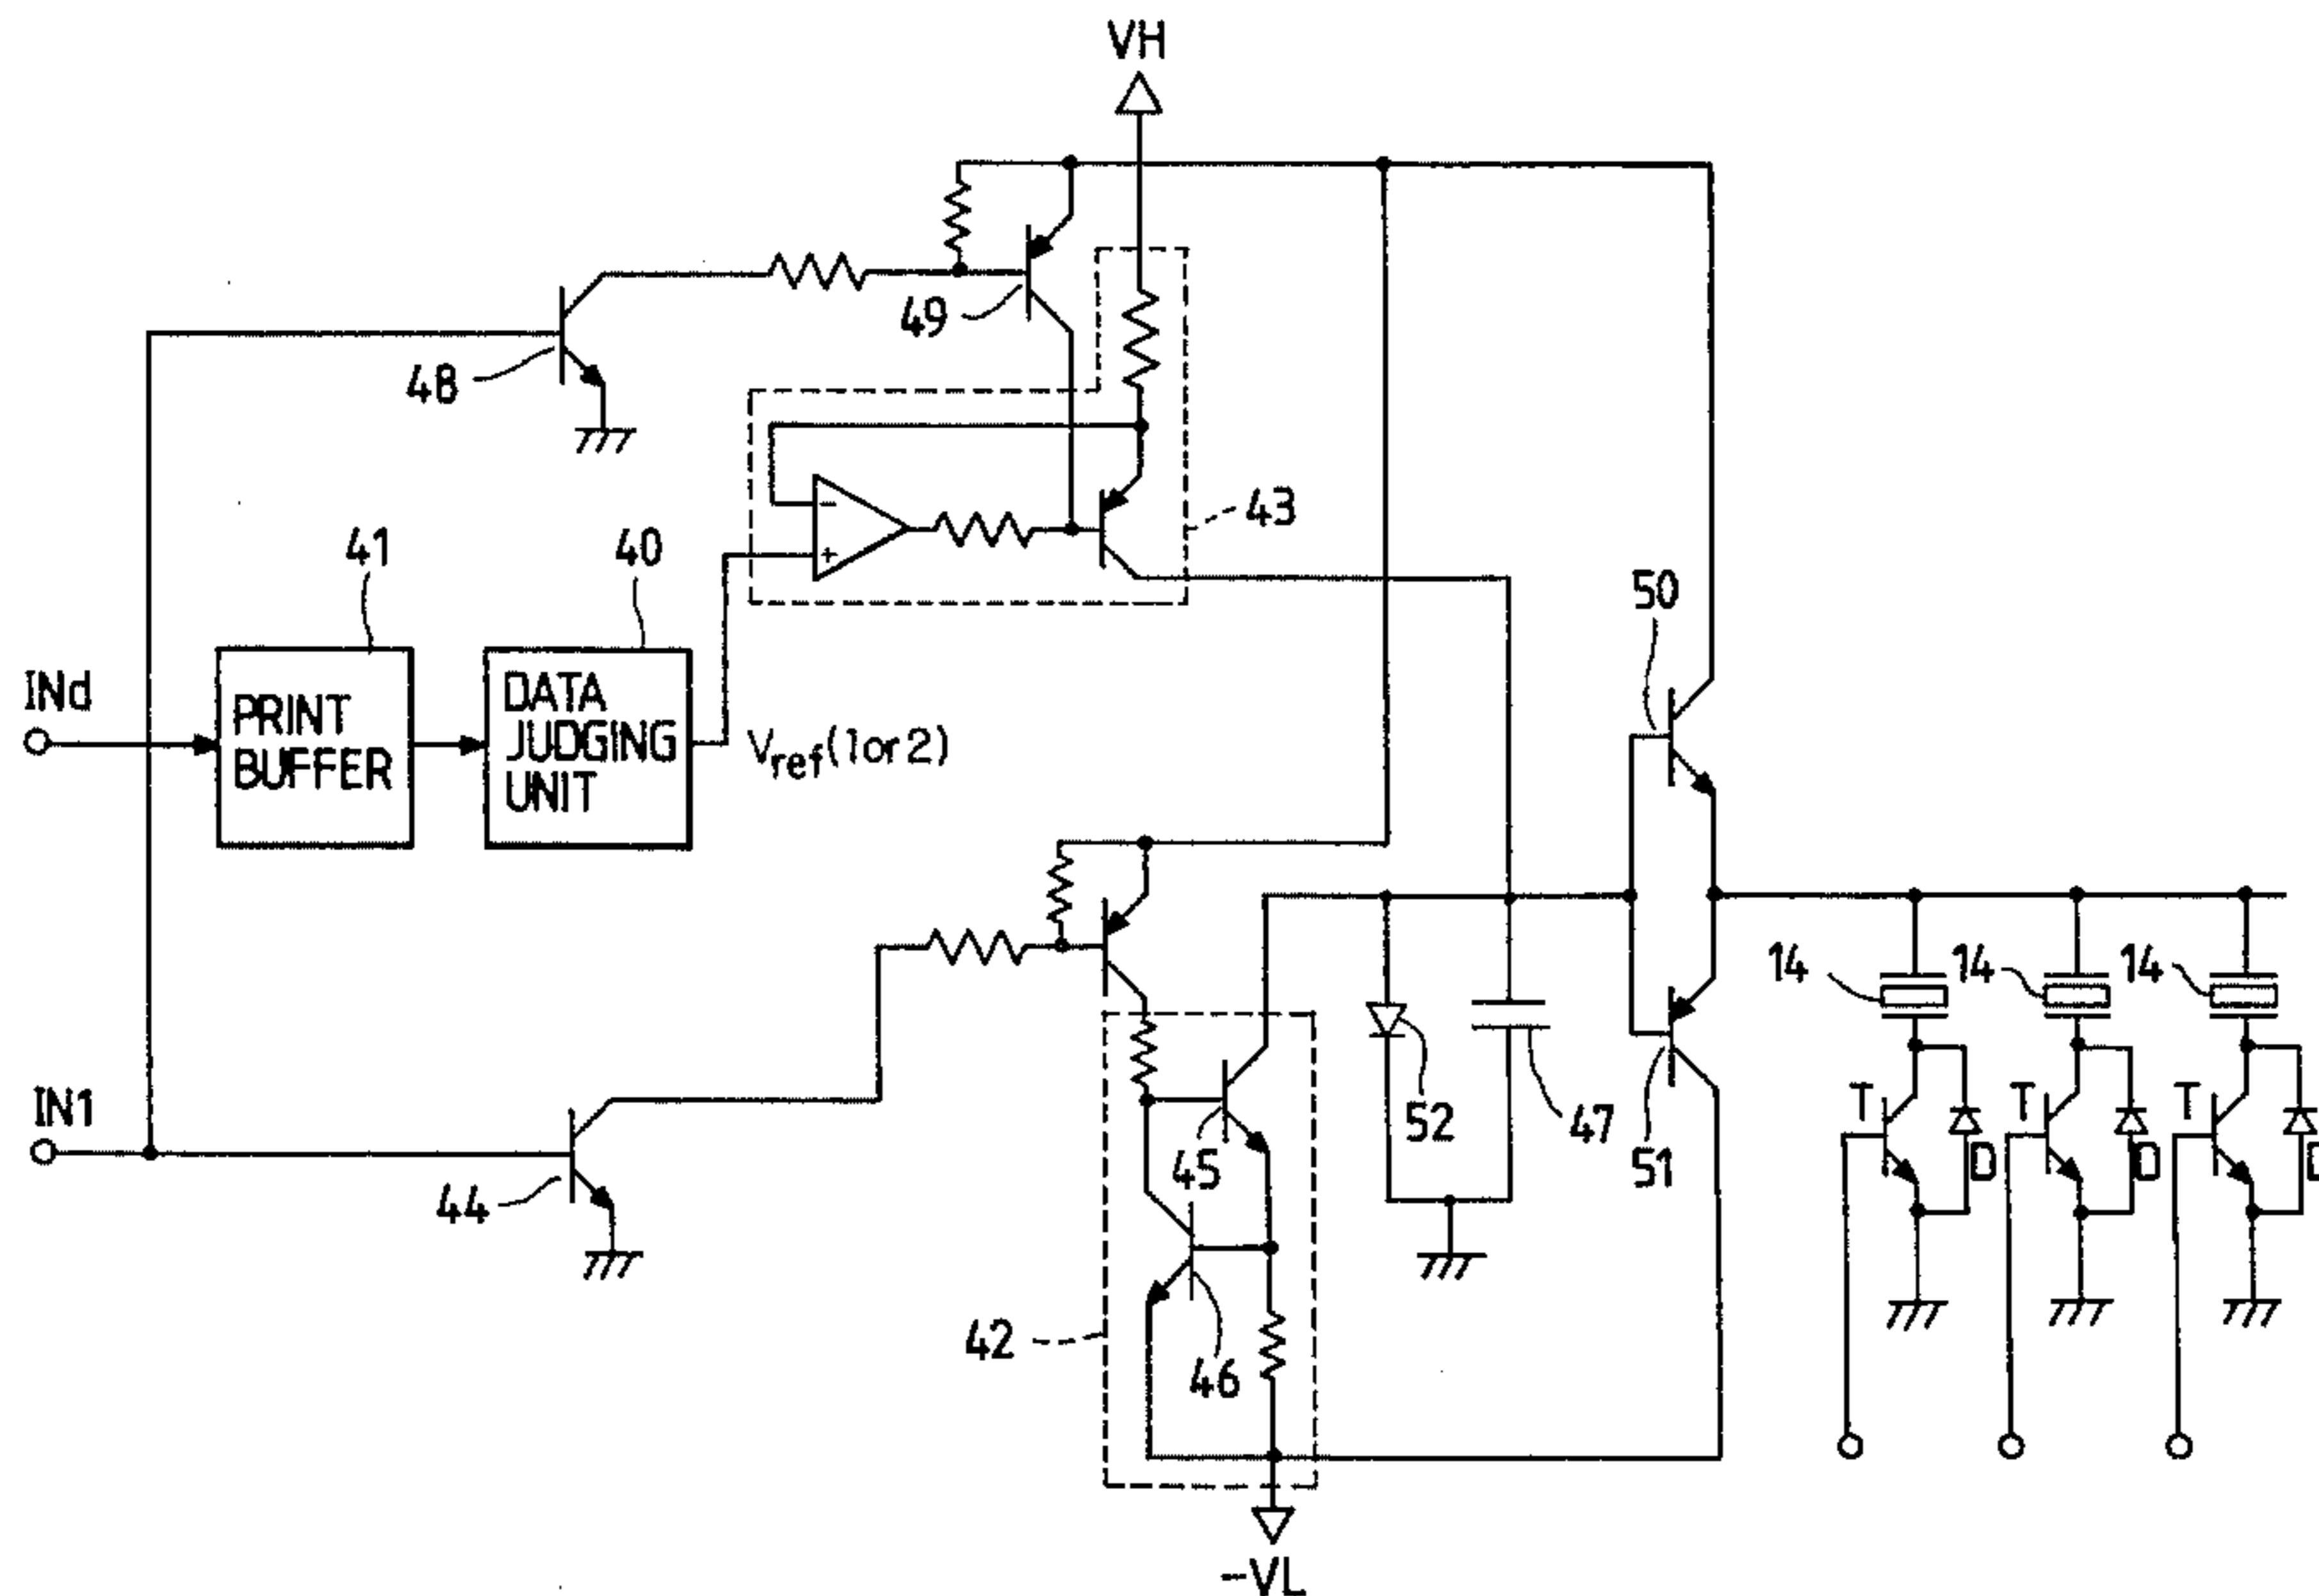 VH
49
48
43
41
40
50
INd
PRINT
BUFFER
DATA
JUDGING
UNIT
Vref(1or2)
14
14
14
IN1
T
T
T
52
47
45
51
D
D
D
44
42
46
-VL